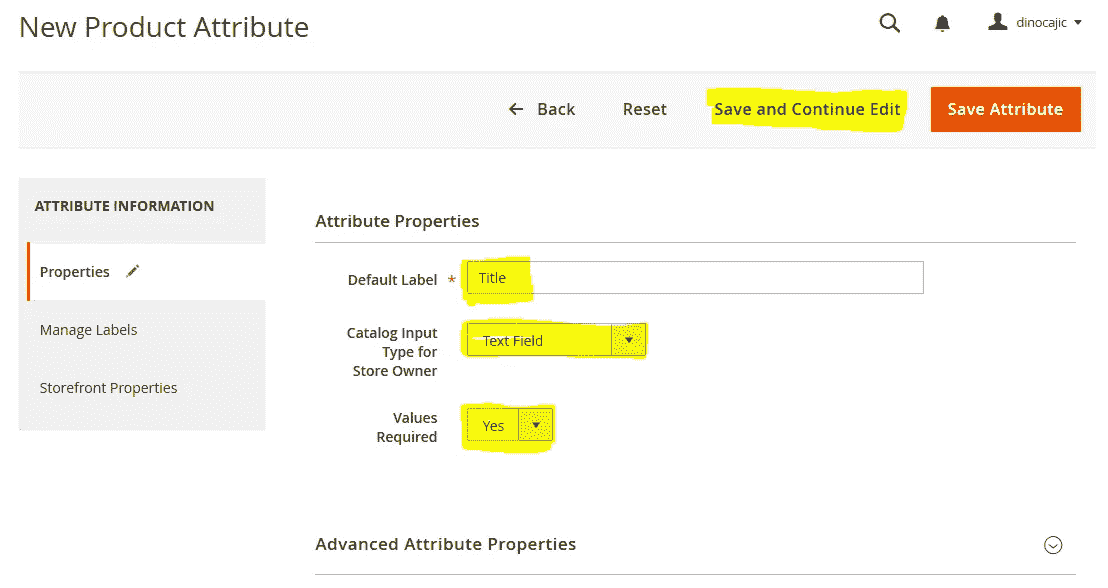 New Product Attribute
dinocajic
Back
Reset
Save and Continue Edit
Save Attribute
ATTRIBUTE INFORMATION
Properties
Manage Labels
Storefront Properties
Attribute Properties
Default Label *
Title
Catalog Input
Type for
Store Owner
Text Field
Values
Required
Yes
Advanced Attribute Properties